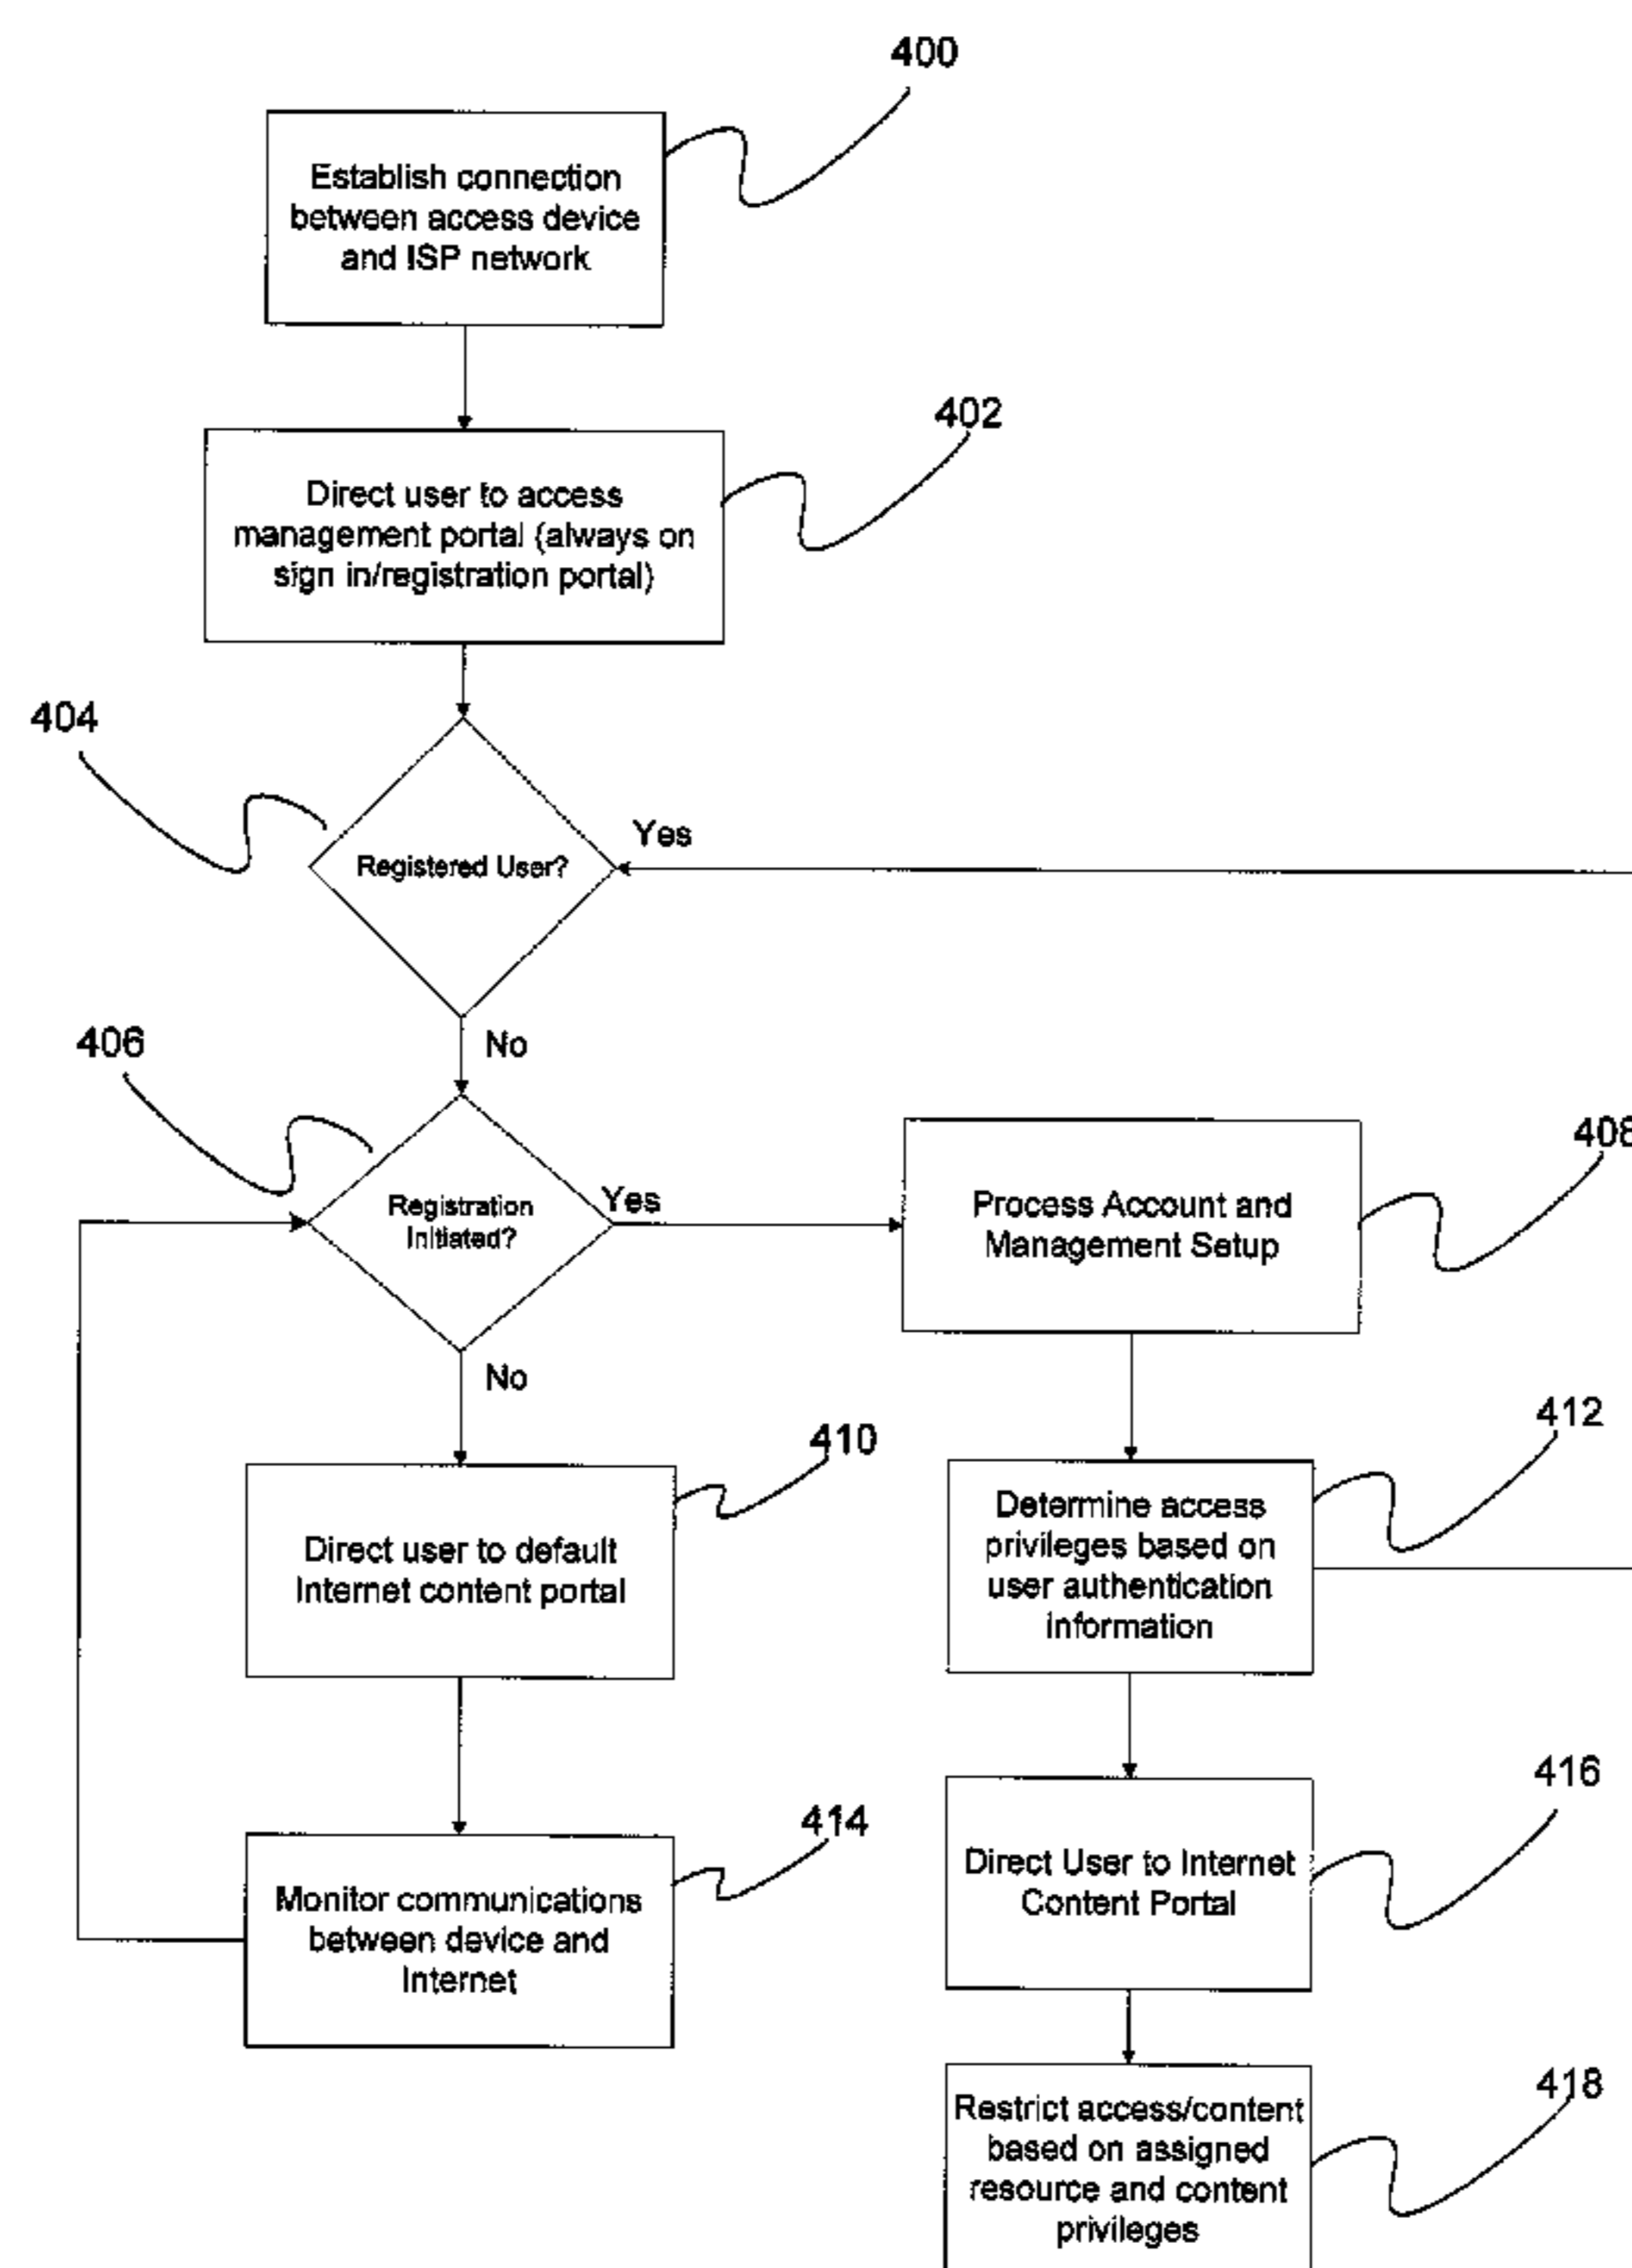 400
Establish connection
between access device
and ISP network
402
Direct user to access
management portal (always on
sign in/registration portal)
404
Yes
Registered User?
No
406
Registration
Initiated?
Yes
408
Process Account and
Management Setup
No
410
Direct user to default
Internet content portal
412
Determine access
privileges based on
user authentication
information
414
Monitor communications
between device and
Internet
416
Direct User to Internet
Content Portal
418
Restrict access/content
based on assigned
resource and content
privileges